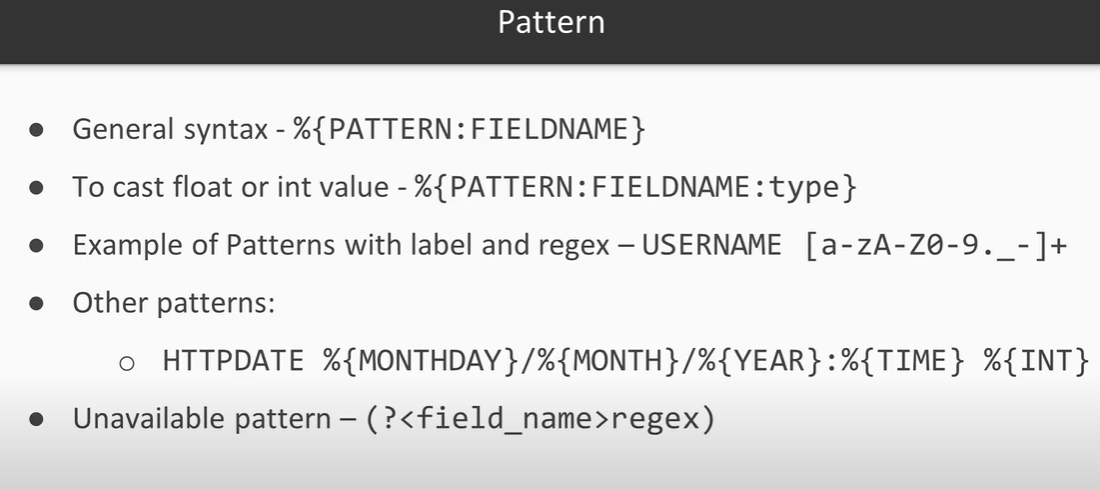 Pattern
● General syntax - %{PATTERN:FIELDNAME}
● To cast float or int value - %{PATTERN:FIELDNAME:type}
● Example of Patterns with label and regex – USERNAME [a-zA-Z0-9._-]+
● Other patterns:
○ HTTPDATE %{MONTHDAY}/%{MONTH}/%{YEAR}:%{TIME} %{INT}
● Unavailable pattern – (?<field_name>regex)